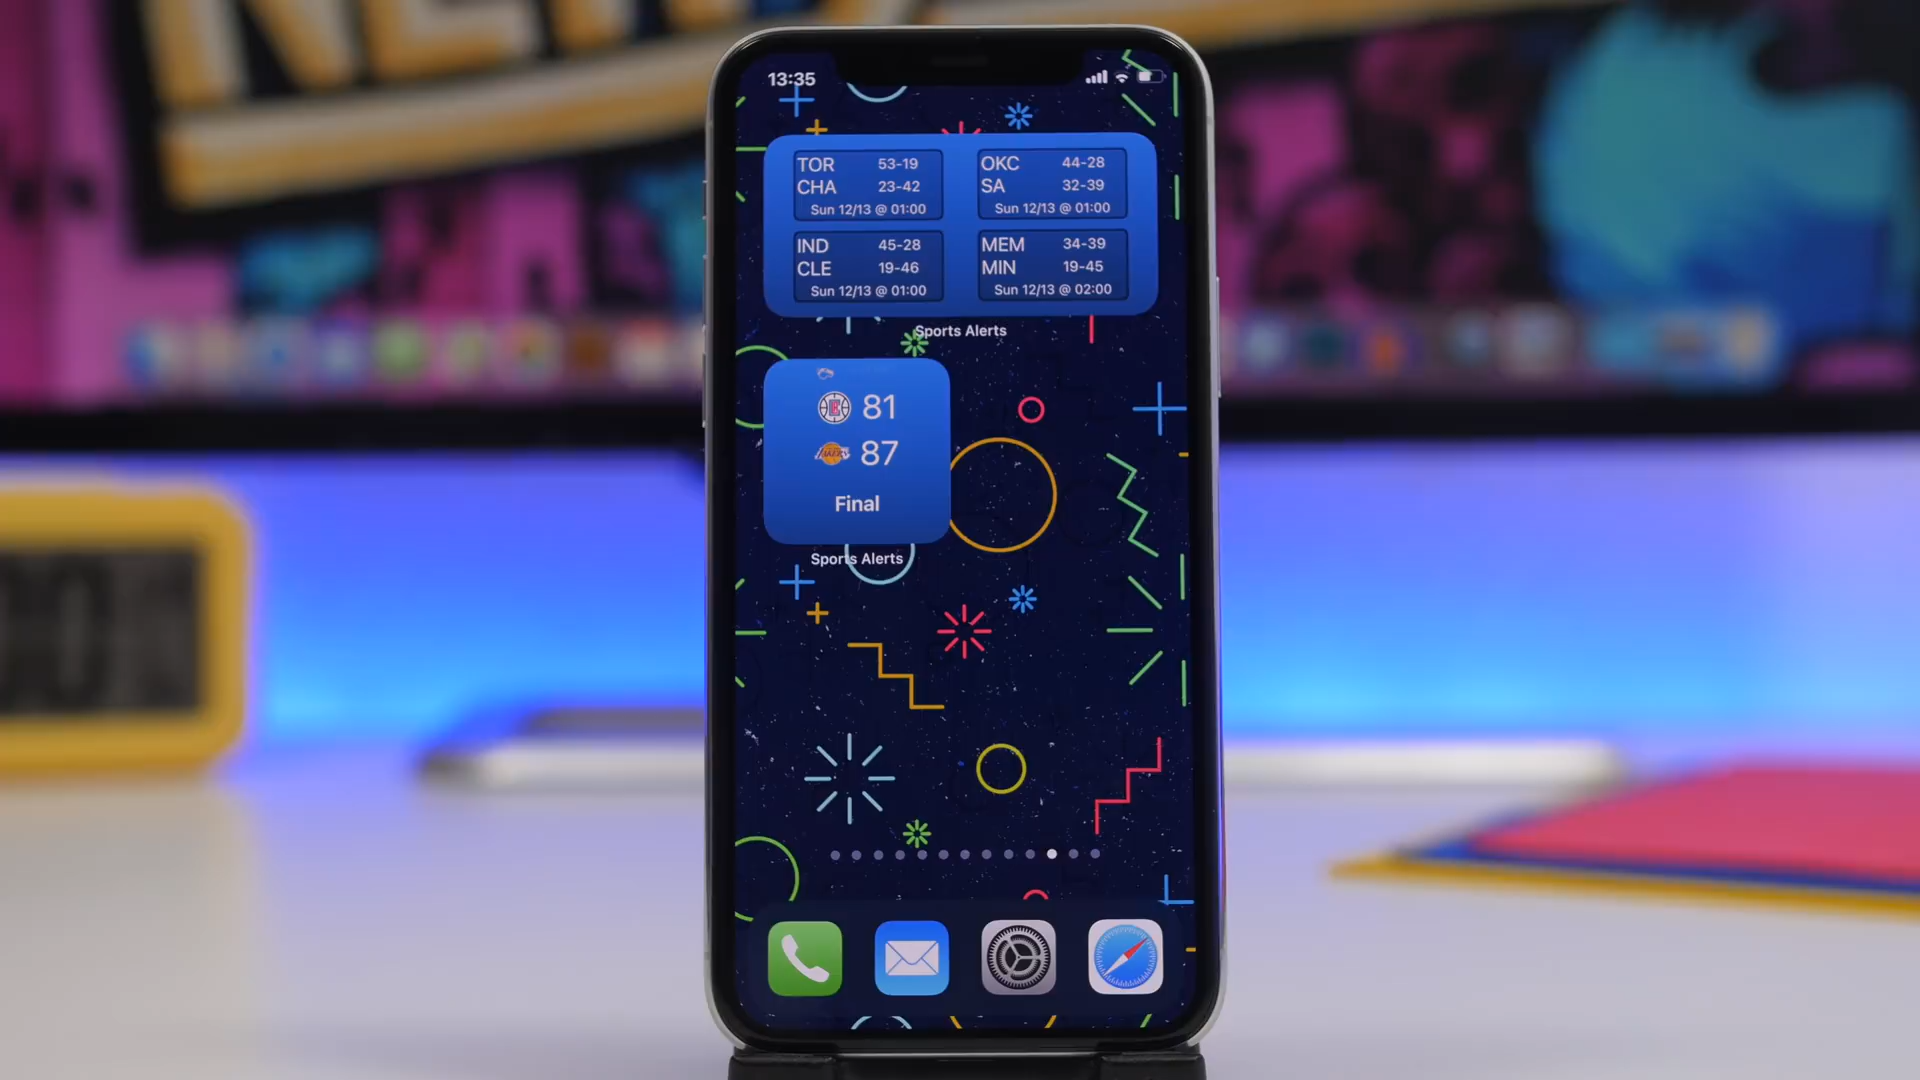 13:35
TOR 53-19
CHA 23-42
Sun 12/13 @ 01:00
OKC 44-28
SA 32-39
Sun 12/13 @ 01:00
IND 45-28
CLE 19-46
Sun 12/13 @ 01:00
MEM 34-39
MIN 19-45
Sun 12/13 @ 02:00
Sports Alerts
81
LAKERS 87
Final
Sports Alerts